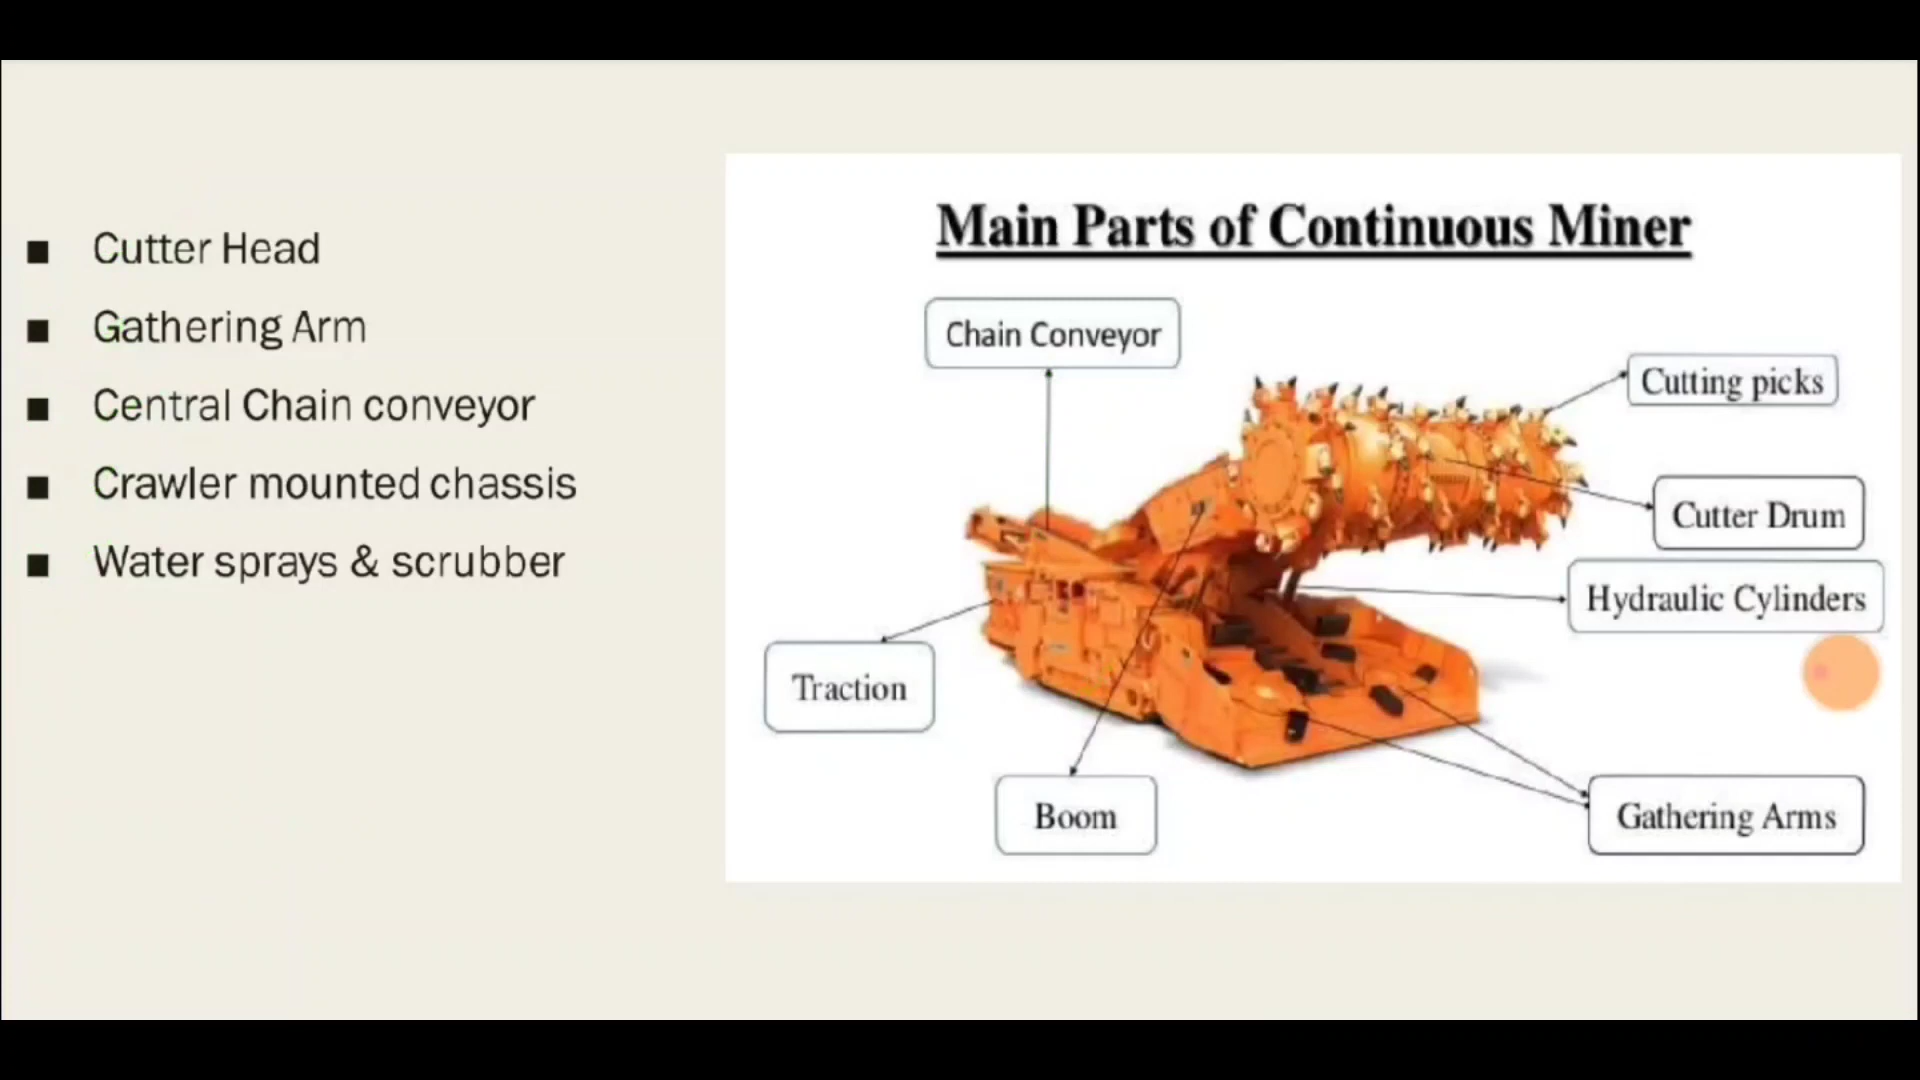 Cutter Head
Gathering Arm
Central Chain conveyor
Crawler mounted chassis
Water sprays & scrubber
Main Parts of Continuous Miner
Chain Conveyor
Cutting picks
Cutter Drum
Hydraulic Cylinders
Traction
Boom
Gathering Arms